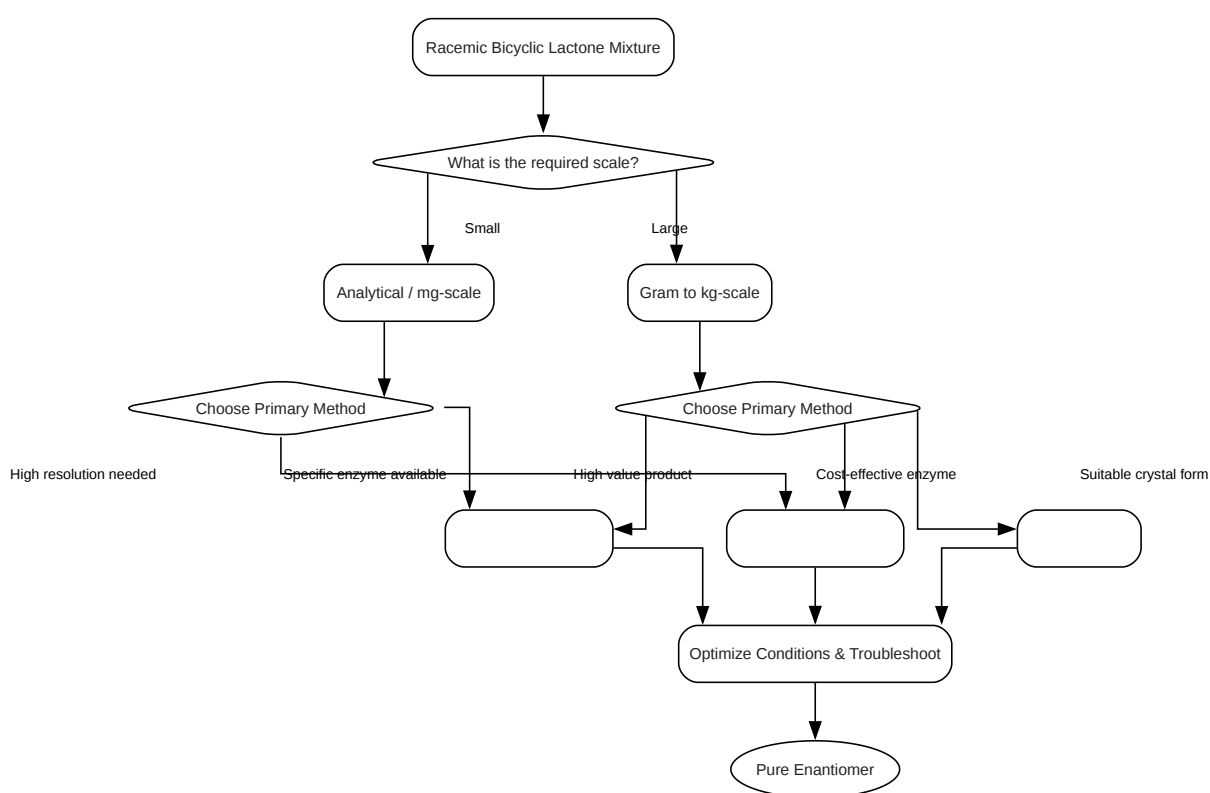 Racemic Bicyclic Lactone Mixture
What is the required scale?
Small
Large
Analytical / mg-scale
Gram to kg-scale
Choose Primary Method
Choose Primary Method
High resolution needed
Specific enzyme available
High value product
Cost-effective enzyme
Suitable crystal form
Optimize Conditions & Troubleshoot
Pure Enantiomer